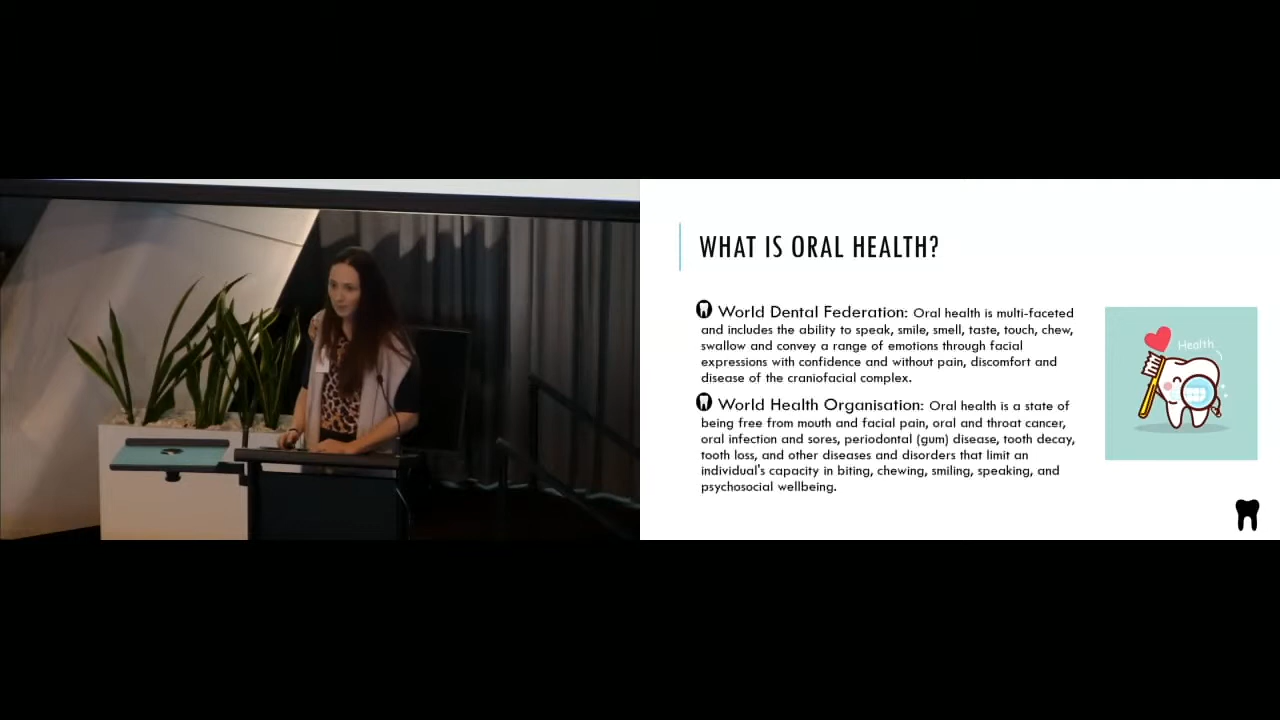 WHAT IS ORAL HEALTH?
World Dental Federation: Oral health is multi-faceted
and includes the ability to speak, smile, smell, taste, touch, chew,
swallow and convey a range of emotions through facial
expressions with confidence and without pain, discomfort and
disease of the craniofacial complex.
World Health Organisation: Oral health is a state of
being free from mouth and facial pain, oral and throat cancer,
oral infection and sores, periodontal (gum) disease, tooth decay,
tooth loss, and other diseases and disorders that limit an
individual's capacity in biting, chewing, smiling, speaking, and
psychosocial wellbeing.
Health